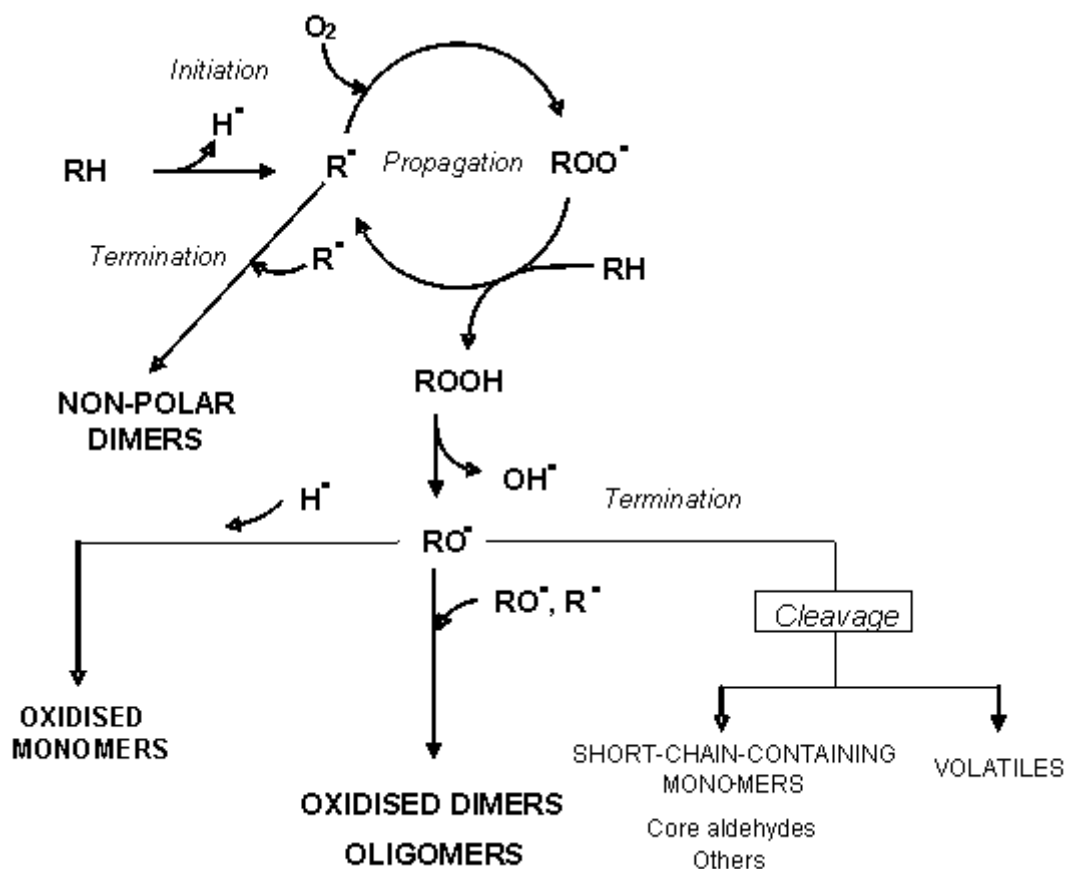 O₂
Initiation
H▪
RH
R▪
Propagation
ROO▪
Termination
R▪
RH
ROOH
NON-POLAR
DIMERS
OH▪
H▪
Termination
RO▪
RO▪, R▪
Cleavage
OXIDISED
MONOMERS
SHORT-CHAIN-CONTAINING
MONOMERS
VOLATILES
OXIDISED DIMERS
OLIGOMERS
Core aldehydes
Others